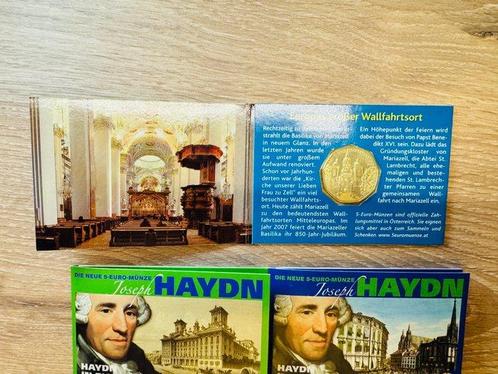 Europas großer Wallfahrtsort
Rechtzeitig zu
strahlt die Basilika von Mariazell
in neuem Glanz. In den
letzten Jahren wurde
sie unter großem
Aufwand renoviert.
Schon vor Jahrhun-
derten war die „Kir-
che unserer Lieben
Frau zu Zell“ ein viel
besuchter Wallfahrts-
ort. Heute zählt Mariazell
zu den bedeutendsten Wall-
fahrtsorten Mitteleuropas. Im
Jahr 2007 feiert die Mariazeller
Basilika ihr 850-Jahr-Jubiläum.
Ein Höhepunkt der Feiern wird
dabei der Besuch von Papst Bene-
dikt XVI. sein. Dazu lädt das
Gründungskloster von
Mariazell, die Abtei St.
Lambrecht, alle ehe-
maligen und beste-
henden St. Lambrech-
ter Pfarren zu einer
gemeinsamen Wall-
fahrt nach Mariazell ein.
5-Euro-Münzen sind offizielle Zah-
lungsmittel in Österreich. Sie eignen
sich aber auch zum Sammeln und
Schenken www.5euromuenze.at
DIE NEUE 5-EURO-MÜNZE
Joseph HAYDN
HAYDN
DIE NEUE 5-EURO-MÜNZE
Joseph HAYDN
HAYDN